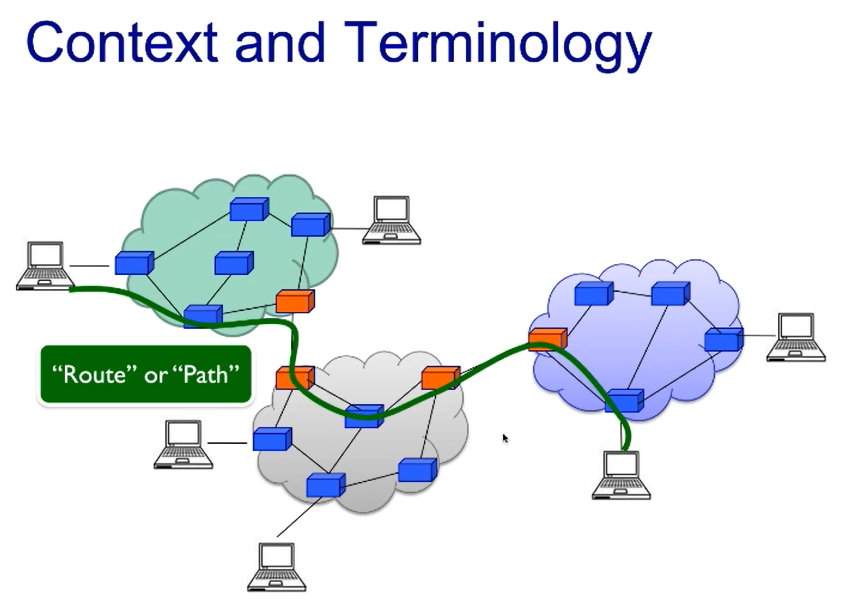 Context and Terminology
“Route” or “Path”